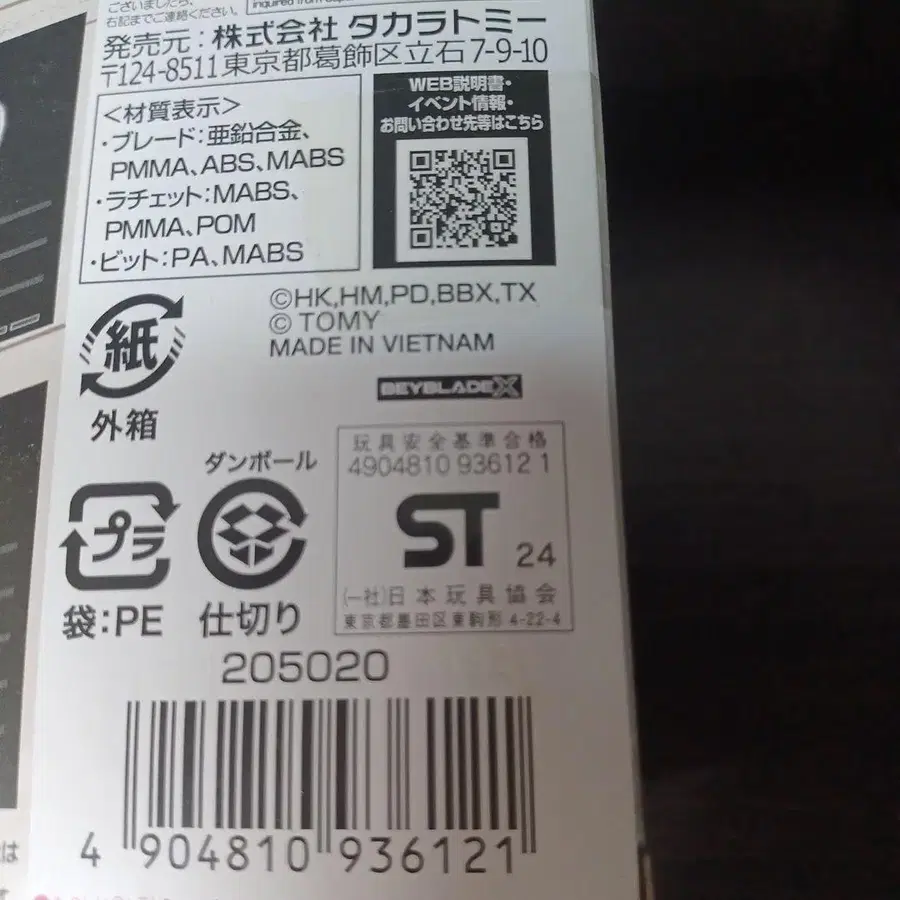 ございましたら、
右記までご連絡ください。
発売元:株式会社 タカラトミー
〒124-8511 東京都葛飾区立石7-9-10
<材質表示>
・ブレード:亜鉛合金、
PMMA、ABS、MABS
・ラチェット:MABS、
PMMA、POM
・ビット:PA、MABS
WEB説明書・
イベント情報・
お問い合わせ先等はこちら
©HK,HM,PD,BBX,TX
© TOMY
MADE IN VIETNAM
BEYBLADE X
紙
外箱
プラ
袋:PE
ダンボール
仕切り
玩具安全基準合格
4904810 93612 1
ST 24
(一社)日本玩具協会
東京都墨田区東駒形 4-22-4
205020
4 904810 936121